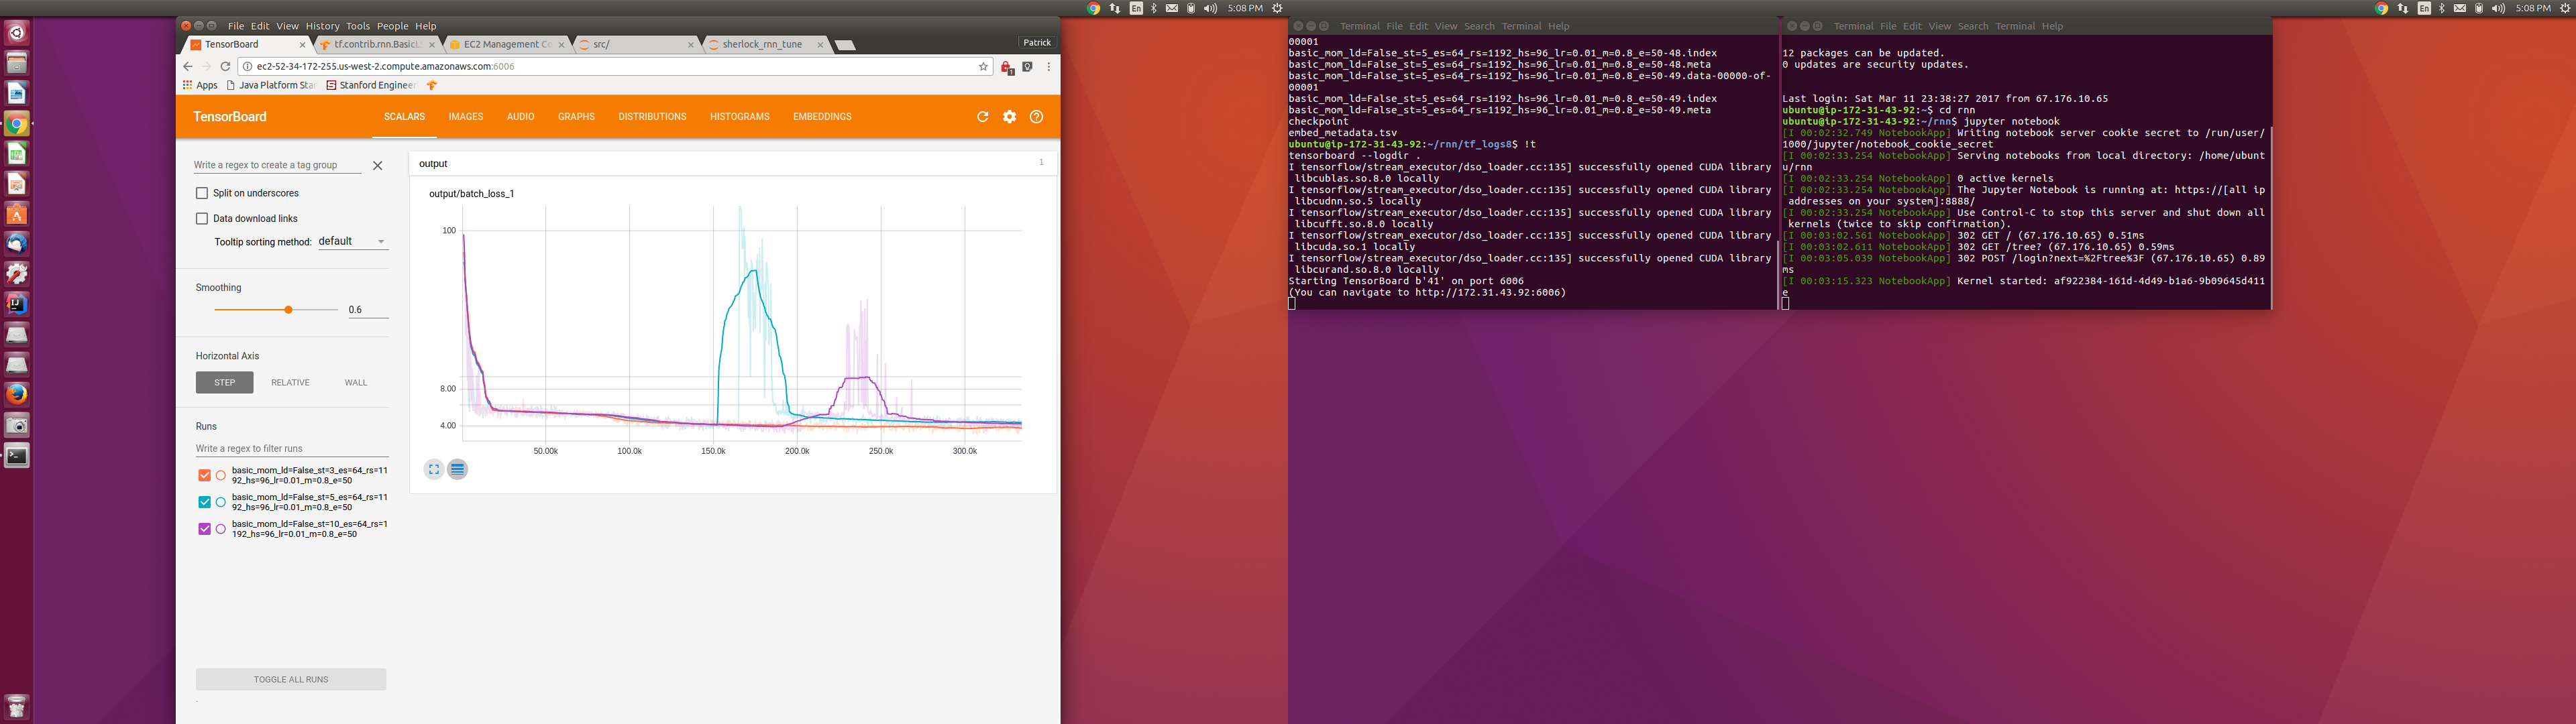 5:08 PM
En
File Edit View History Tools People Help
TensorBoard
tf.contrib.rnn.BasicLS
EC2 Management Co
src/
sherlock_rnn_tune
Patrick
ec2-52-34-172-255.us-west-2.compute.amazonaws.com:6006
Apps
Java Platform Star
Stanford Engineer
TensorBoard
SCALARS
IMAGES
AUDIO
GRAPHS
DISTRIBUTIONS
HISTOGRAMS
EMBEDDINGS
Write a regex to create a tag group
Split on underscores
Data download links
Tooltip sorting method: default
Smoothing
0.6
Horizontal Axis
STEP
RELATIVE
WALL
Runs
Write a regex to filter runs
basic_mom_ld=False_st=3_es=64_rs=11
92_hs=96_lr=0.01_m=0.8_e=50
basic_mom_ld=False_st=5_es=64_rs=11
92_hs=96_lr=0.01_m=0.8_e=50
basic_mom_ld=False_st=10_es=64_rs=1
192_hs=96_lr=0.01_m=0.8_e=50
TOGGLE ALL RUNS
output
1
output/batch_loss_1
100
8.00
4.00
50.00k
100.0k
150.0k
200.0k
250.0k
300.0k
Terminal File Edit View Search Terminal Help
00001
basic_mom_ld=False_st=5_es=64_rs=1192_hs=96_lr=0.01_m=0.8_e=50-48.index
basic_mom_ld=False_st=5_es=64_rs=1192_hs=96_lr=0.01_m=0.8_e=50-48.meta
basic_mom_ld=False_st=5_es=64_rs=1192_hs=96_lr=0.01_m=0.8_e=50-49.data-00000-of-
00001
basic_mom_ld=False_st=5_es=64_rs=1192_hs=96_lr=0.01_m=0.8_e=50-49.index
basic_mom_ld=False_st=5_es=64_rs=1192_hs=96_lr=0.01_m=0.8_e=50-49.meta
checkpoint
embed_metadata.tsv
ubuntu@ip-172-31-43-92:~/rnn/tf_logs8$ !t
tensorboard --logdir .
I tensorflow/stream_executor/dso_loader.cc:135] successfully opened CUDA library
libcublas.so.8.0 locally
I tensorflow/stream_executor/dso_loader.cc:135] successfully opened CUDA library
libcudnn.so.5 locally
I tensorflow/stream_executor/dso_loader.cc:135] successfully opened CUDA library
libcufft.so.8.0 locally
I tensorflow/stream_executor/dso_loader.cc:135] successfully opened CUDA library
libcuda.so.1 locally
I tensorflow/stream_executor/dso_loader.cc:135] successfully opened CUDA library
libcurand.so.8.0 locally
Starting TensorBoard b'41' on port 6006
(You can navigate to http://172.31.43.92:6006)
Terminal File Edit View Search Terminal Help
En
5:08 PM
12 packages can be updated.
0 updates are security updates.
Last login: Sat Mar 11 23:38:27 2017 from 67.176.10.65
ubuntu@ip-172-31-43-92:~$ cd rnn
ubuntu@ip-172-31-43-92:~/rnn$ jupyter notebook
[I 00:02:32.749 NotebookApp] Writing notebook server cookie secret to /run/user/
1000/jupyter/notebook_cookie_secret
[I 00:02:33.254 NotebookApp] Serving notebooks from local directory: /home/ubunt
u/rnn
[I 00:02:33.254 NotebookApp] 0 active kernels
[I 00:02:33.254 NotebookApp] The Jupyter Notebook is running at: https://[all ip
addresses on your system]:8888/
[I 00:02:33.254 NotebookApp] Use Control-C to stop this server and shut down all
kernels (twice to skip confirmation).
[I 00:03:02.561 NotebookApp] 302 GET / (67.176.10.65) 0.51ms
[I 00:03:02.611 NotebookApp] 302 GET /tree? (67.176.10.65) 0.59ms
[I 00:03:05.039 NotebookApp] 302 POST /login?next=%2Ftree%3F (67.176.10.65) 0.89
ms
[I 00:03:15.323 NotebookApp] Kernel started: af922384-161d-4d49-b1a6-9b09645d411
e